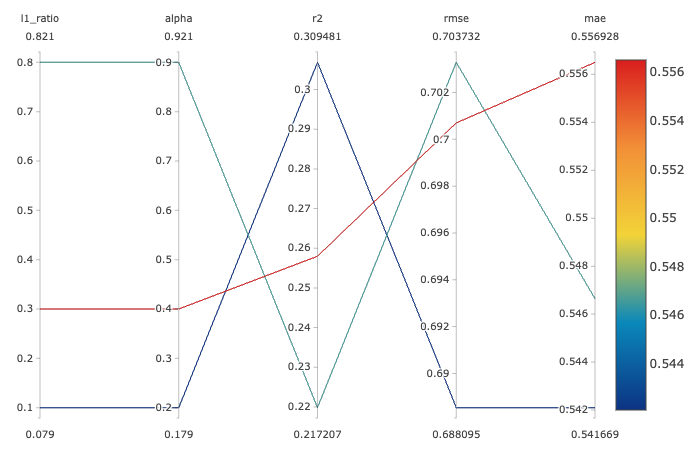 l1_ratio alpha r2 rmse mae
0.821 0.921 0.309481 0.703732 0.556928
0.8 0.7 0.6 0.5 0.4 0.3 0.2 0.1
0.9 0.8 0.7 0.6 0.5 0.4 0.3 0.2
0.3 0.29 0.28 0.27 0.26 0.25 0.24 0.23 0.22
0.702 0.7 0.698 0.696 0.694 0.692 0.69
0.556 0.554 0.552 0.55 0.548 0.546 0.544 0.542
0.556 0.554 0.552 0.55 0.548 0.546 0.544
0.079 0.179 0.217207 0.688095 0.541669